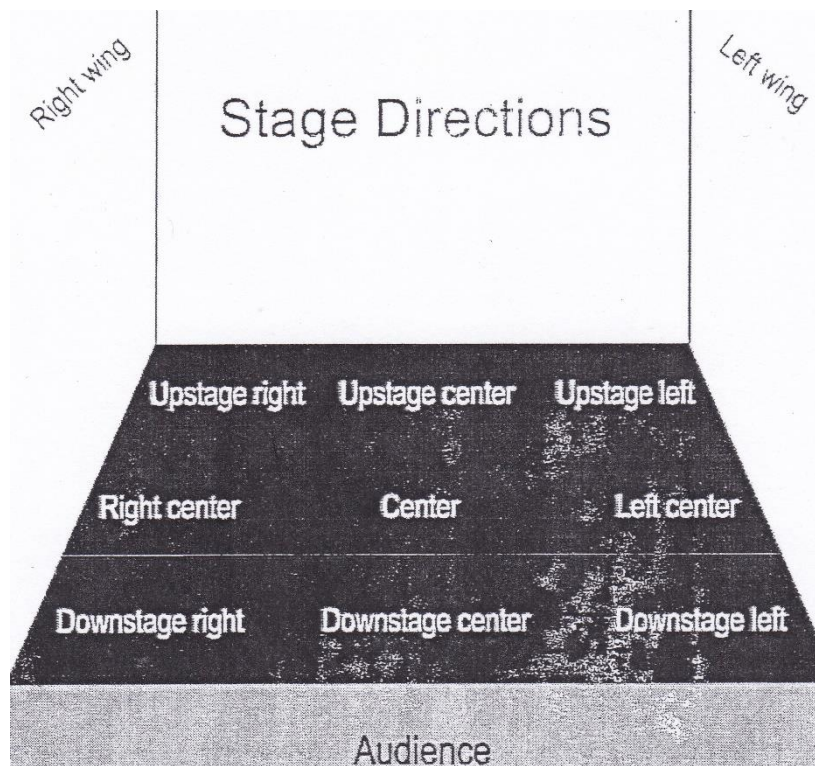 Right wing
Left wing
Stage Directions
Upstage right Upstage center Upstage left
Right center Center Left center
Downstage right Downstage center Downstage left
Audience